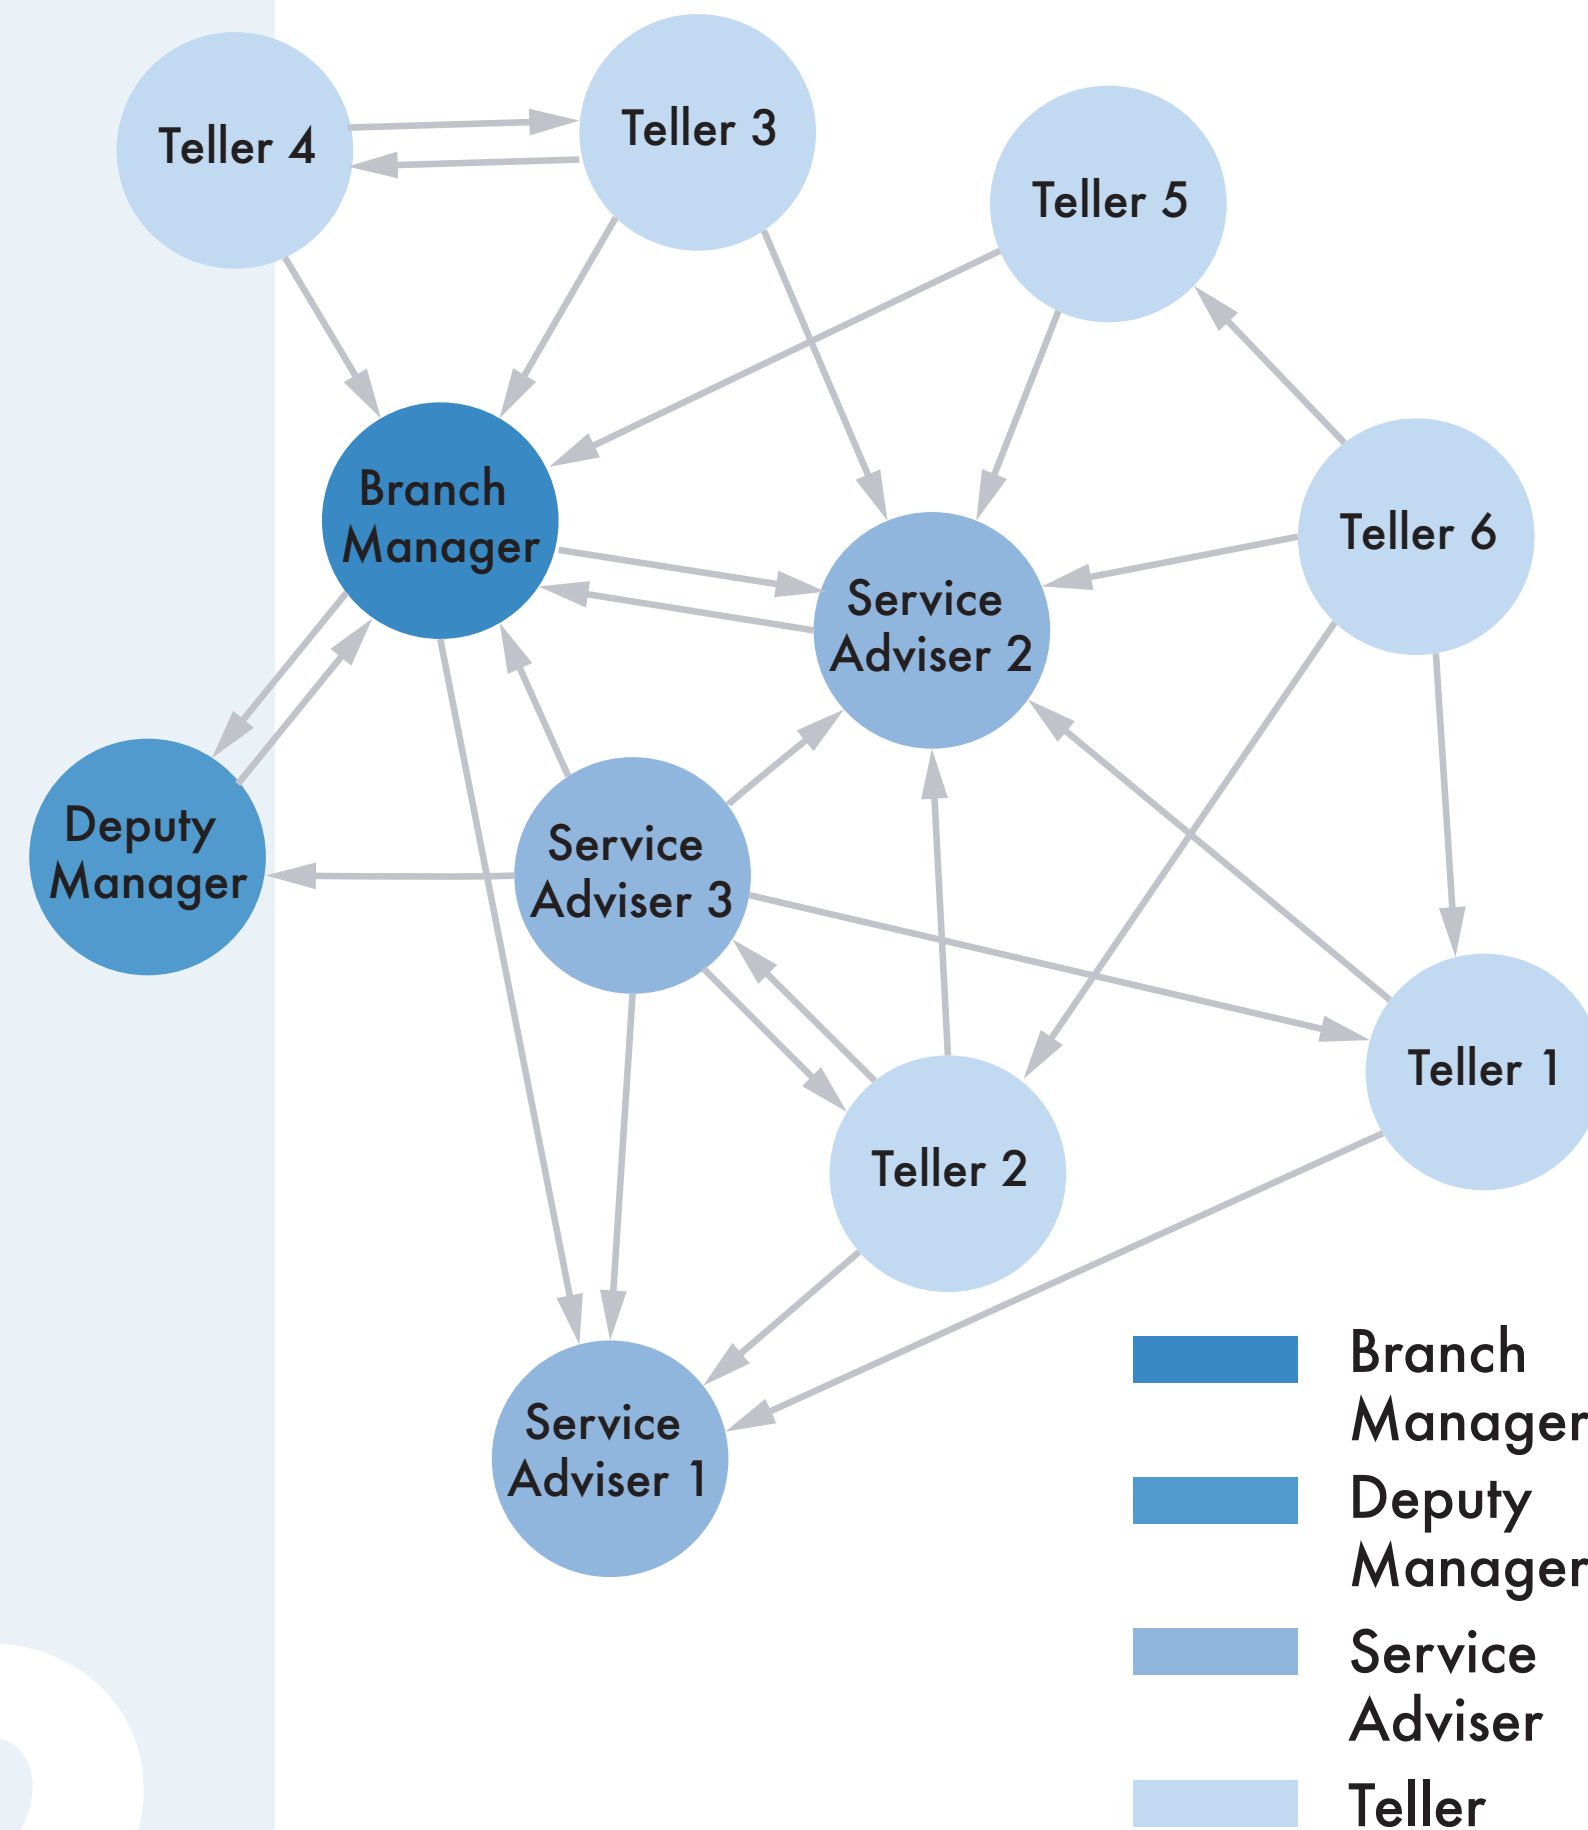 Teller 4
Teller 3
Teller 5
Branch
Manager
Teller 6
Service
Adviser 2
Deputy
Manager
Service
Adviser 3
Teller 1
Teller 2
Service
Adviser 1
Branch
Manager
Deputy
Manager
Service
Adviser
Teller